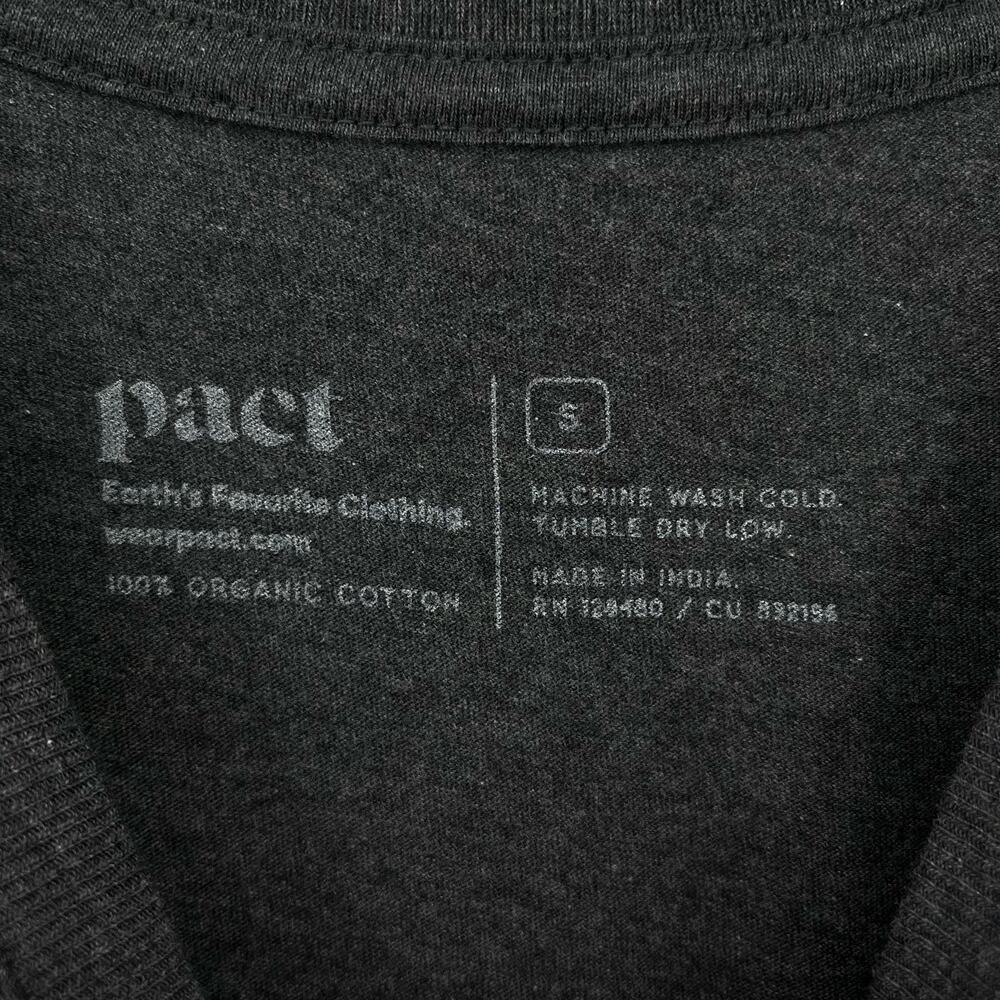 pact
Earth's Favorite Clothing.
wearpact.com
100% ORGANIC COTTON
S
MACHINE WASH COLD.
TUMBLE DRY LOW.
MADE IN INDIA.
RN 128480 / CU 832196